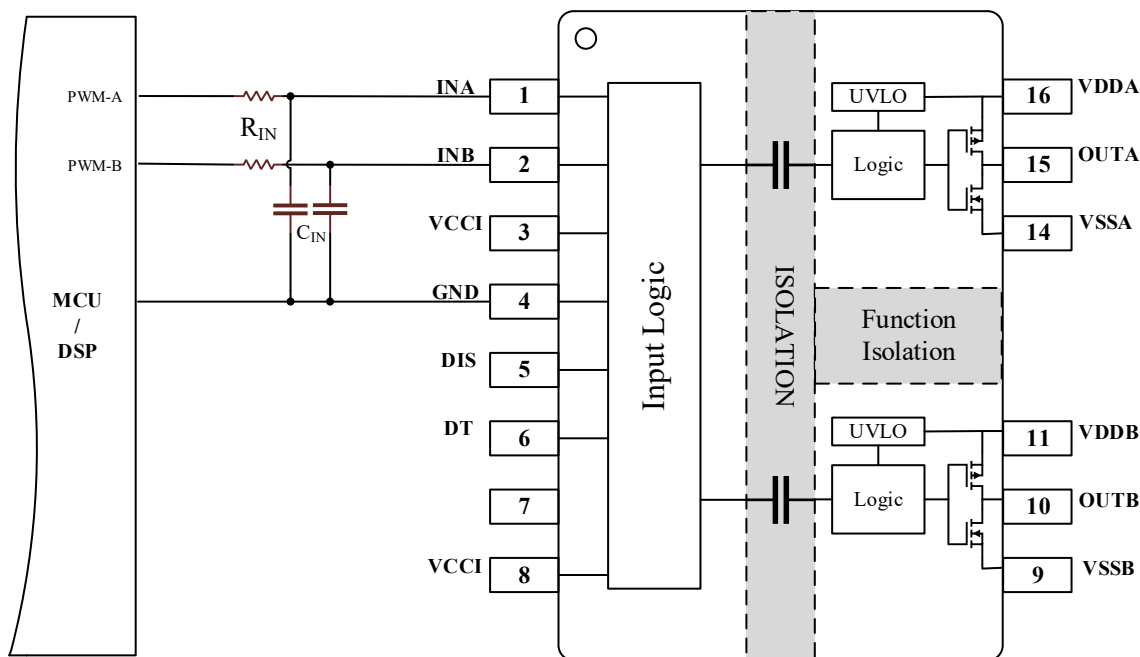 PWM-A
PWM-B
MCU
/
DSP
R_IN
C_IN
INA
INB
VCCI
GND
DIS
DT
VCCI
1
2
3
4
5
6
7
8
Input Logic
ISOLATION
UVLO
Logic
Function
Isolation
UVLO
Logic
16
15
14
11
10
9
VDDA
OUTA
VSSA
VDDB
OUTB
VSSB